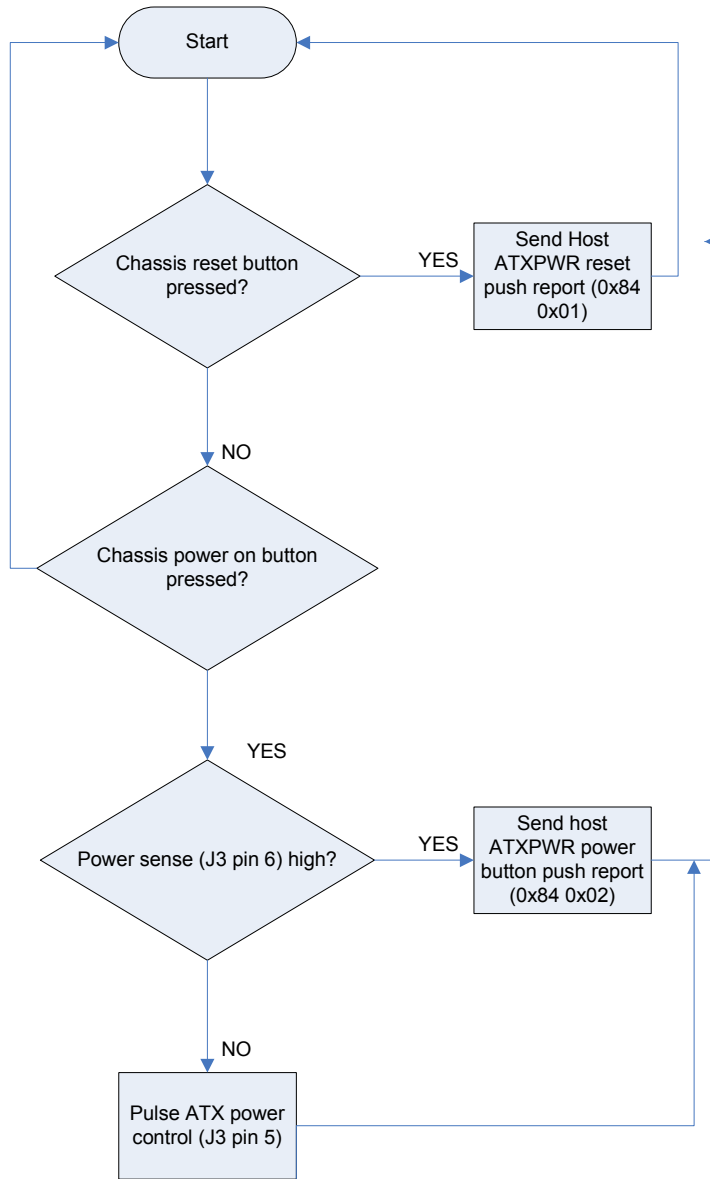 Start
Chassis reset button
pressed?
YES
Send Host
ATXPWR reset
push report (0x84
0x01)
NO
Chassis power on button
pressed?
YES
Power sense (J3 pin 6) high?
YES
Send host
ATXPWR power
button push report
(0x84 0x02)
NO
Pulse ATX power
control (J3 pin 5)